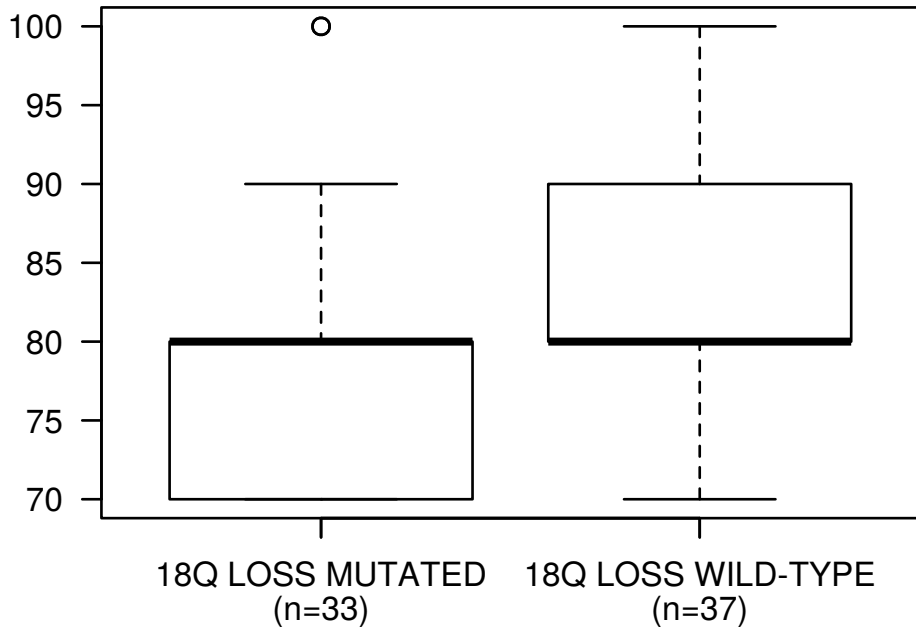 100
95
90
85
80
75
70
18Q LOSS MUTATED
(n=33)
18Q LOSS WILD-TYPE
(n=37)